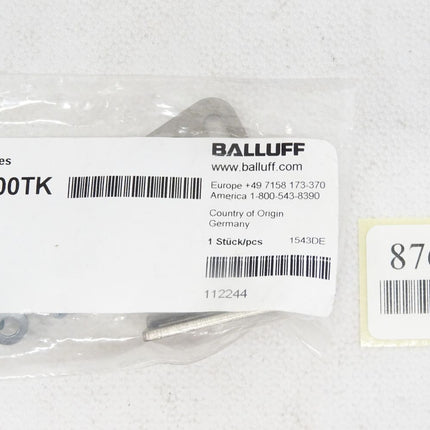 es
00TK
BALLUFF
www.balluff.com
Europe +49 7158 173-370
America 1-800-543-8390
Country of Origin
Germany
1 Stück/pcs 1543DE
112244
876